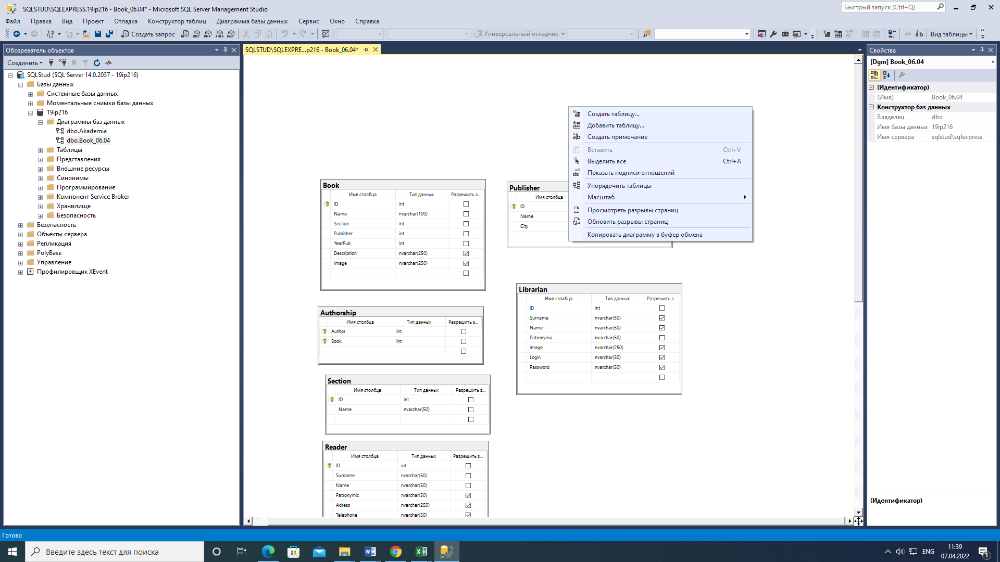 SQLSTUD\SQLEXPRESS.19ip216 - Book_06.04* - Microsoft SQL Server Management Studio
Быстрый запуск (Ctrl+Q)
Файл Правка Вид Проект Отладка Конструктор таблиц Диаграмма базы данных Сервис Окно Справка
Создать запрос MDX DMX XMLA DAX Универсальный отладчик Вид таблицы
Обозреватель объектов
Соединить
SQLStud (SQL Server 14.0.2037 - 19ip216)
Базы данных
Системные базы данных
Моментальные снимки базы данных
19ip216
Диаграммы баз данных
dbo.Akademia
dbo.Book_06.04
Таблицы
Представления
Внешние ресурсы
Синонимы
Программирование
Компонент Service Broker
Хранилище
Безопасность
Безопасность
Объекты сервера
Репликация
PolyBase
Управление
Профилировщик XEvent
SQLSTUD\SQLEXPRE...p216 - Book_06.04*
Book
Имя столбца Тип данных Разрешить з...
ID int
Name nvarchar(100)
Section int
Publisher int
YearPub int
Description nvarchar(250)
Image nvarchar(250)
Authorship
Имя столбца Тип данных Разрешить з...
Author int
Book int
Section
Имя столбца Тип данных Разрешить з...
ID int
Name nvarchar(50)
Reader
Имя столбца Тип данных Разрешить з...
ID int
Surname nvarchar(50)
Name nvarchar(50)
Patronymic nvarchar(50)
Adress nvarchar(250)
Telephone nvarchar(50)
Publisher
Имя столбца
ID
Name
City
Создать таблицу...
Добавить таблицу...
Создать примечание
Вставить Ctrl+V
Выделить все Ctrl+A
Показать подписи отношений
Упорядочить таблицы
Масштаб
Просмотреть разрывы страниц
Обновить разрывы страниц
Копировать диаграмму в буфер обмена
Librarian
Имя столбца Тип данных Разрешить з...
ID int
Surname nvarchar(50)
Name nvarchar(50)
Patronymic nvarchar(50)
Image nvarchar(250)
Login nvarchar(50)
Password nvarchar(50)
Свойства
[Dgm] Book_06.04
(Идентификатор)
(Имя) Book_06.04
Конструктор баз данных
Владелец dbo
Имя базы данных 19ip216
Имя сервера sqlstud\sqlexpress
(Идентификатор)
Готово
Введите здесь текст для поиска
ENG
11:39
07.04.2022
1